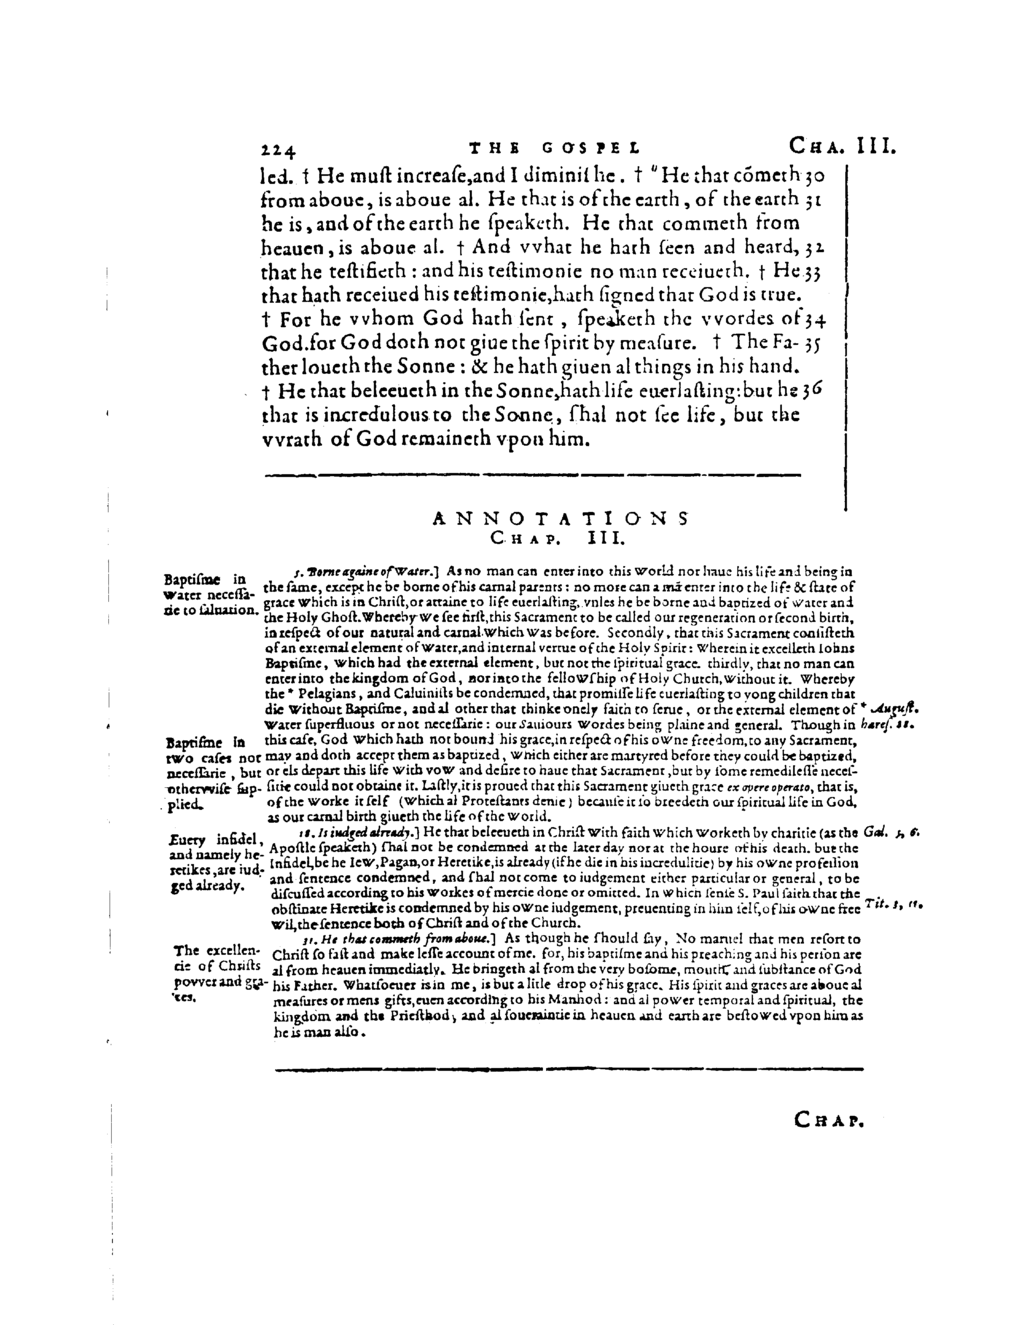 224 THE GOSPEL CHA. III.
led. † He muſt increaſe,and I diminiſhe. † "He that cõmeth 30
from aboue, is aboue al. He that is of the earth, of the earth 31
he is, and of the earth he ſpeaketh. He that commeth from
heauen, is aboue al. † And vvhat he hath ſeen and heard, 32
that he teſtifieth : and his teſtimonie no man receiueth. † He 33
that hath receiued his teſtimonie,hath ſigned that God is true.
† For he vvhom God hath ſent, ſpeaketh the vvordes of 34
God.for God doth not giue the ſpirit by meaſure. † The Fa- 35
ther loueth the Sonne : & he hath giuen al things in his hand.
† He that beleeueth in the Sonne,hath life euerlaſting:but he 36
that is incredulous to the Sonne, ſhal not ſee life, but the
vvrath of God remaineth vpon him.
ANNOTATIONS
CHAP. III.
5. Borne againe of Water.] As no man can enter into this World nor haue his life and being in
Baptiſme in the ſame, except he be borne of his carnal parents : no more can a mã enter into the life & ſtate of
Water neceſſa- grace which is in Chriſt,or attaine to life euerlaſting, vnles he be borne and baptized of water and
rie to ſaluation. the Holy Ghoſt.Whereby we ſee firſt,this Sacrament to be called our regeneration or ſecond birth,
in reſpect of our natural and carnal which was before. Secondly, that this Sacrament conſiſteth
of an external element of Water,and internal vertue of the Holy Spirit: Wherein it excelleth Iohns
Baptiſme, Which had the external element, but not the ſpiritual grace. thirdly, that no man can
enter into the kingdom of God, nor into the fellowſhip of Holy Church,without it. Whereby
the * Pelagians, and Caluiniſts be condemned, that promiſſe life euerlaſting to yong children that
die Without Baptiſme, and al other that thinke onely faith to ſerue, or the external element of * Auguſt.
Water ſuperfluous or not neceſſarie : our Sauiours Wordes being plaine and general. Though in hæreſ. 88.
Baptiſme in this caſe, God Which hath not bound his grace,in reſpect of his owne freedom,to any Sacrament,
two caſes not may and doth accept them as baptized, Which either are martyred before they could be baptized,
neceſſarie, but or els depart this life With vow and deſire to haue that Sacrament,but by ſome remedileſſe neceſ-
otherwiſe ſup- ſitie could not obtaine it. Laſtly,it is proued that this Sacrament giueth grace ex opere operato, that is,
plied. of the Worke it ſelf (Which al Proteſtants denie) becauſe it ſo breedeth our ſpiritual life in God,
as our carnal birth giueth the life of the World.
18. Is iudged already.] He that beleeueth in Chriſt With faith Which Worketh by charitie (as the Gal. 5, 6.
Euery infidel, Apoſtle ſpeaketh) ſhal not be condemned at the later day nor at the houre of his death. but the
and namely he- Infidel,be he Iew,Pagan,or Heretike,is already (if he die in his incredulitie) by his owne profeſſion
retikes,are iud- and ſentence condemned, and ſhal not come to iudgement either particular or general, to be
ged already. diſcuſſed according to his Workes of mercie done or omitted. In Which ſenſe S. Paul ſaith that the
obſtinate Heretike is condemned by his owne iudgement, preuenting in him ſelf,of his owne free Tit. 3, 11.
Wil,the ſentence both of Chriſt and of the Church.
31. He that commeth from aboue.] As though he ſhould ſay, No maruel that men reſort to
The excellen- Chriſt ſo faſt and make leſſe account of me. for, his baptiſme and his preaching and his perſon are
cie of Chriſts al from heauen immediatly. He bringeth al from the very boſome, mouth and ſubſtance of God
povver and gra- his Father. Whatſoeuer is in me, is but a litle drop of his grace. His ſpirit and graces are aboue al
ces. meaſures or mens gifts,euen according to his Manhod : and al power temporal and ſpiritual, the
kingdom and the Prieſthod, and al ſoueraintie in heauen and earth are beſtowed vpon him as
he is man alſo.
CHAP.